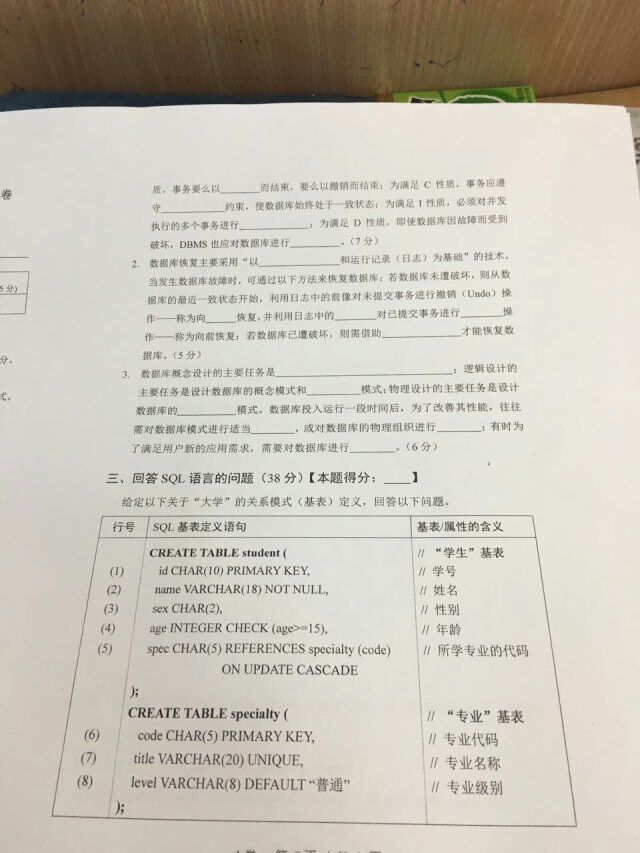 卷
5 分)
分。
式。
质，事务要么以________而结束，要么以撤销而结束；为满足 C 性质，事务应遵
守____________约束，使数据库始终处于一致状态；为满足 I 性质，必须对并发
执行的多个事务进行____________；为满足 D 性质，即使数据库因故障而受到
破坏，DBMS 也应对数据库进行__________。（7 分）
2. 数据库恢复主要采用“以______________和运行记录（日志）为基础”的技术。
当发生数据库故障时，可通过以下方法来恢复数据库：若数据库未遭破坏，则从数
据库的最近一致状态开始，利用日志中的前像对未提交事务进行撤销（Undo）操
作——称为向______恢复，并利用日志中的________对已提交事务进行________操
作——称为向前恢复；若数据库已遭破坏，则需借助______________才能恢复数
据库。（5 分）
3. 数据库概念设计的主要任务是______________________________；逻辑设计的
主要任务是设计数据库的概念模式和__________模式；物理设计的主要任务是设计
数据库的__________模式。数据库投入运行一段时间后，为了改善其性能，往往
需对数据库模式进行适当________，或对数据库的物理组织进行________；有时为
了满足用户新的应用需求，需要对数据库进行________。（6 分）
三、回答 SQL 语言的问题（38 分）【本题得分：____】
给定以下关于“大学”的关系模式（基表）定义，回答以下问题。
行号 SQL 基表定义语句 基表/属性的含义
CREATE TABLE student ( // “学生”基表
(1) id CHAR(10) PRIMARY KEY, // 学号
(2) name VARCHAR(18) NOT NULL, // 姓名
(3) sex CHAR(2), // 性别
(4) age INTEGER CHECK (age>=15), // 年龄
(5) spec CHAR(5) REFERENCES specialty (code) // 所学专业的代码
ON UPDATE CASCADE
);
CREATE TABLE specialty ( // “专业”基表
(6) code CHAR(5) PRIMARY KEY, // 专业代码
(7) title VARCHAR(20) UNIQUE, // 专业名称
(8) level VARCHAR(8) DEFAULT “普通” // 专业级别
);